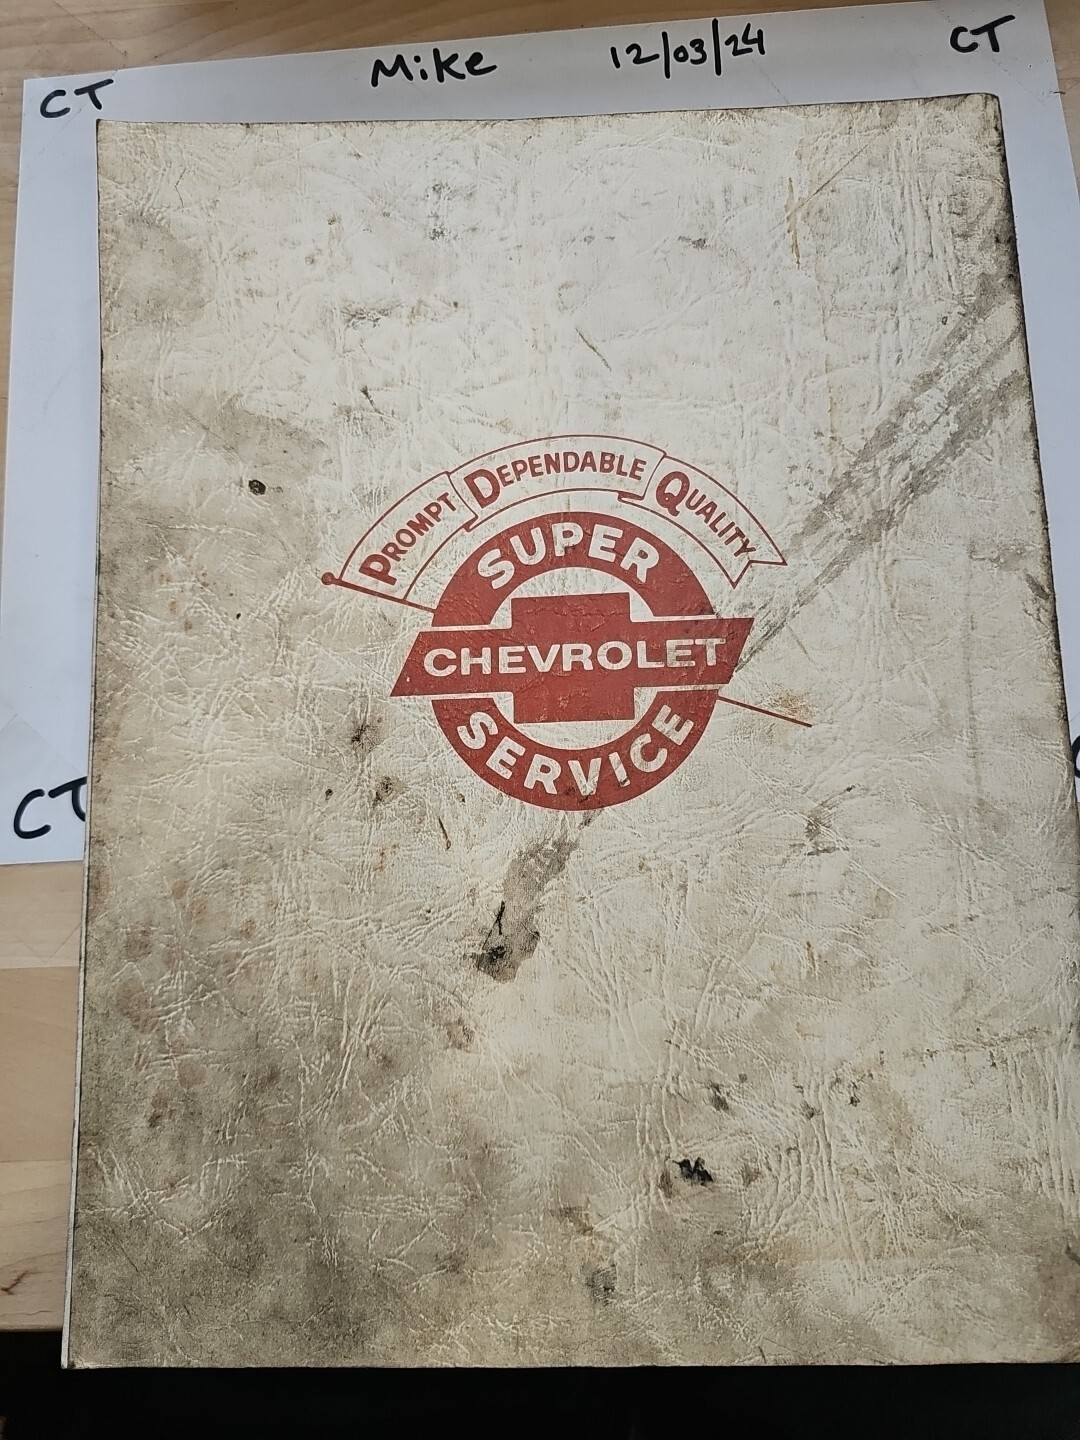 CT Mike 12/03/24 CT
PROMPT DEPENDABLE QUALITY
SUPER
CHEVROLET
SERVICE
CT